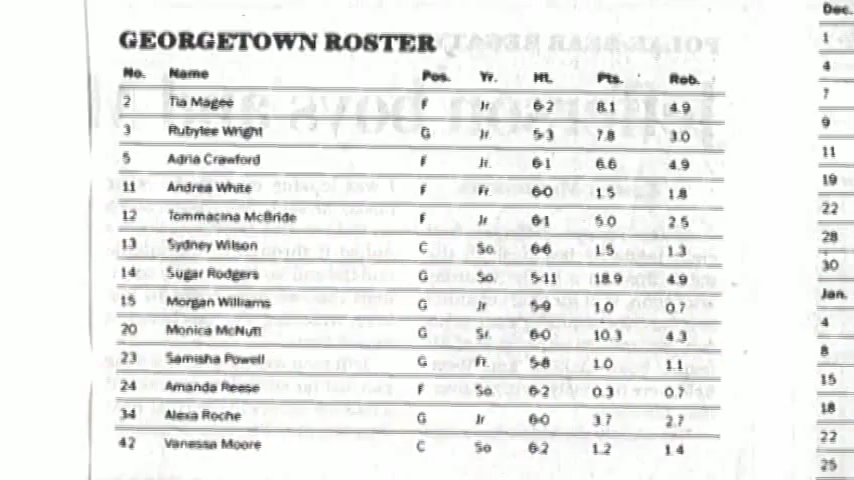 GEORGETOWN ROSTER
No. Name Pos. Yr. Ht. Pts. Reb.
2 Tia Magee F Jr 6-2 8.1 4.9
3 Rubylee Wright G Jr. 5-3 7.8 3.0
5 Adria Crawford F Jr. 6-1 6.6 4.9
11 Andrea White F Fr. 6-0 1.5 1.8
12 Tommacina McBride F Jr 6-1 5.0 2.5
13 Sydney Wilson C So. 6-6 1.5 1.3
14 Sugar Rodgers G So. 5-11 18.9 4.9
15 Morgan Williams G Jr 5-9 1.0 0.7
20 Monica McNutt G Sr. 6-0 10.3 4.3
23 Samisha Powell G Fr. 5-8 1.0 1.1
24 Amanda Reese F So. 6-2 0.3 0.7
34 Alexa Roche G Jr 6-0 3.7 2.7
42 Vanessa Moore C So 6-2 1.2 1.4
Dec.
1
4
7
9
11
19
22
28
30
Jan.
4
8
15
18
22
25